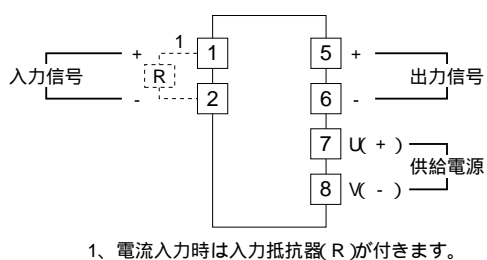 + 1 1 5 +
入力信号 R 出力信号
- 2 6 -
7 U( + )
供給電源
8 V( - )
1、電流入力時は入力抵抗器( R )が付きます。